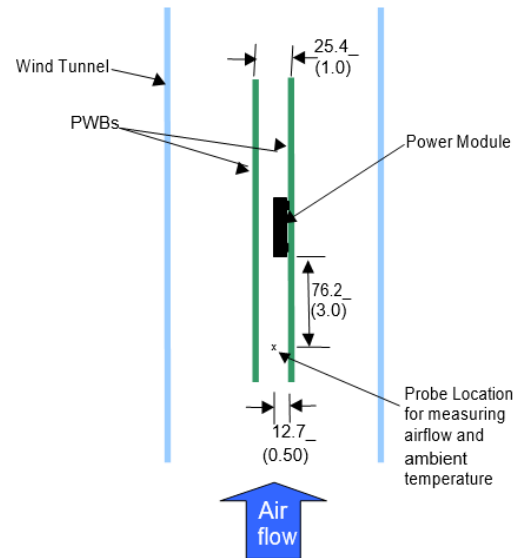 25.4_
(1.0)
Wind Tunnel
PWBs
Power Module
76.2_
(3.0)
x
Probe Location
for measuring
airflow and
ambient
temperature
12.7_
(0.50)
Air
flow